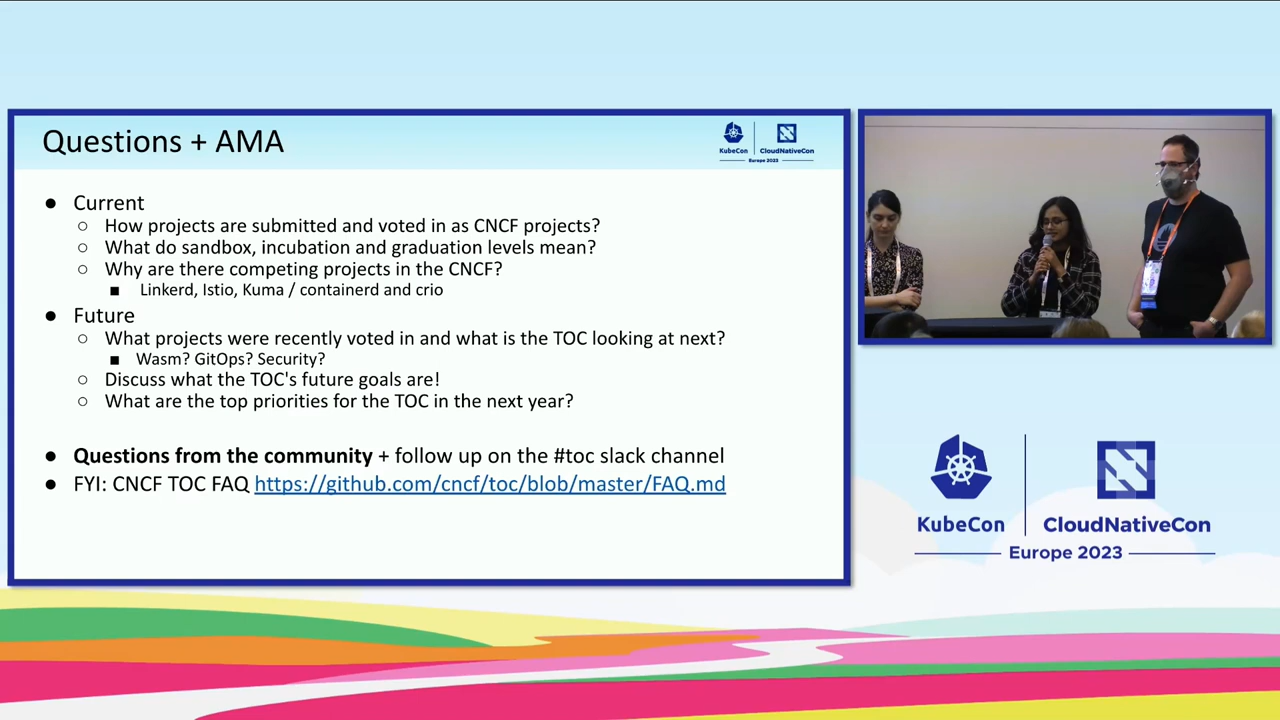 Questions + AMA
KubeCon
CloudNativeCon
Europe 2023
● Current
○ How projects are submitted and voted in as CNCF projects?
○ What do sandbox, incubation and graduation levels mean?
○ Why are there competing projects in the CNCF?
■ Linkerd, Istio, Kuma / containerd and crio
● Future
○ What projects were recently voted in and what is the TOC looking at next?
■ Wasm? GitOps? Security?
○ Discuss what the TOC's future goals are!
○ What are the top priorities for the TOC in the next year?
● Questions from the community + follow up on the #toc slack channel
● FYI: CNCF TOC FAQ https://github.com/cncf/toc/blob/master/FAQ.md
KubeCon
CloudNativeCon
Europe 2023